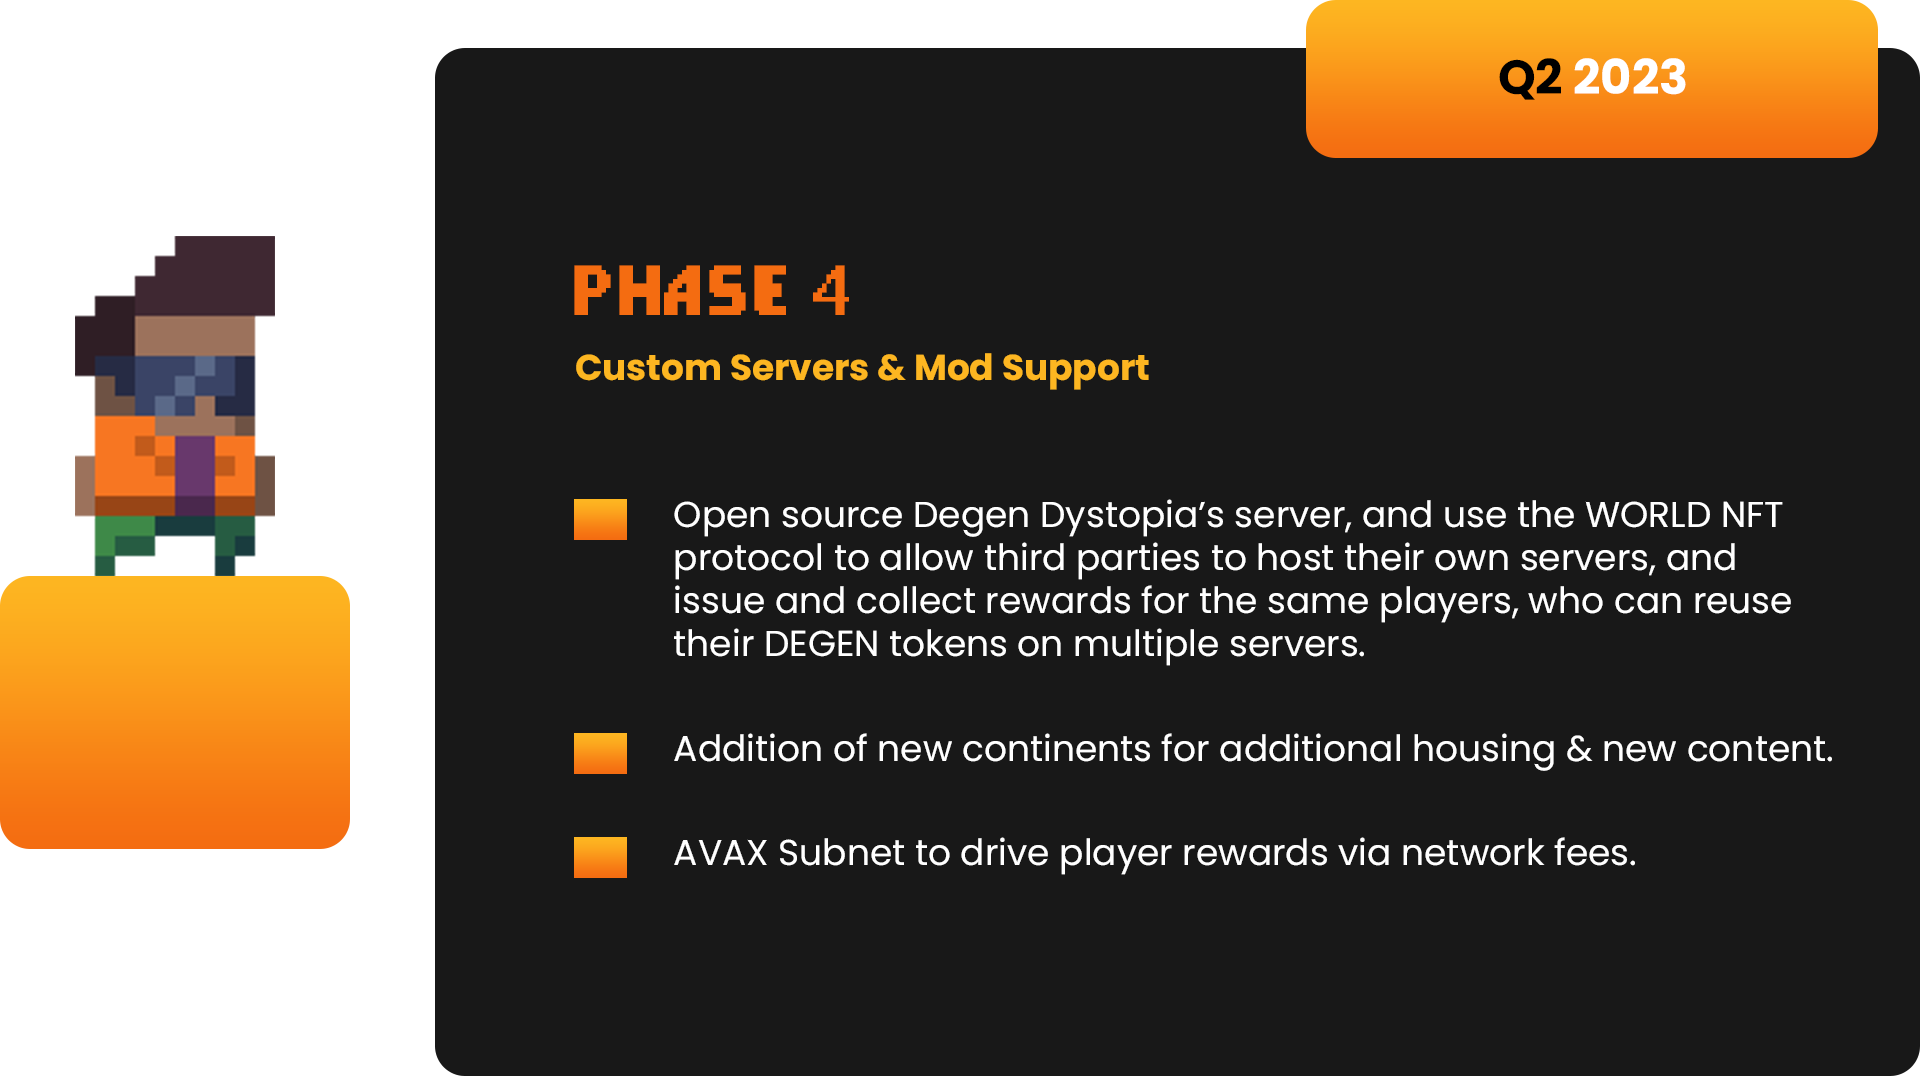 Q2 2023
PHASE 4
Custom Servers & Mod Support
Open source Degen Dystopia’s server, and use the WORLD NFT
protocol to allow third parties to host their own servers, and
issue and collect rewards for the same players, who can reuse
their DEGEN tokens on multiple servers.
Addition of new continents for additional housing & new content.
AVAX Subnet to drive player rewards via network fees.